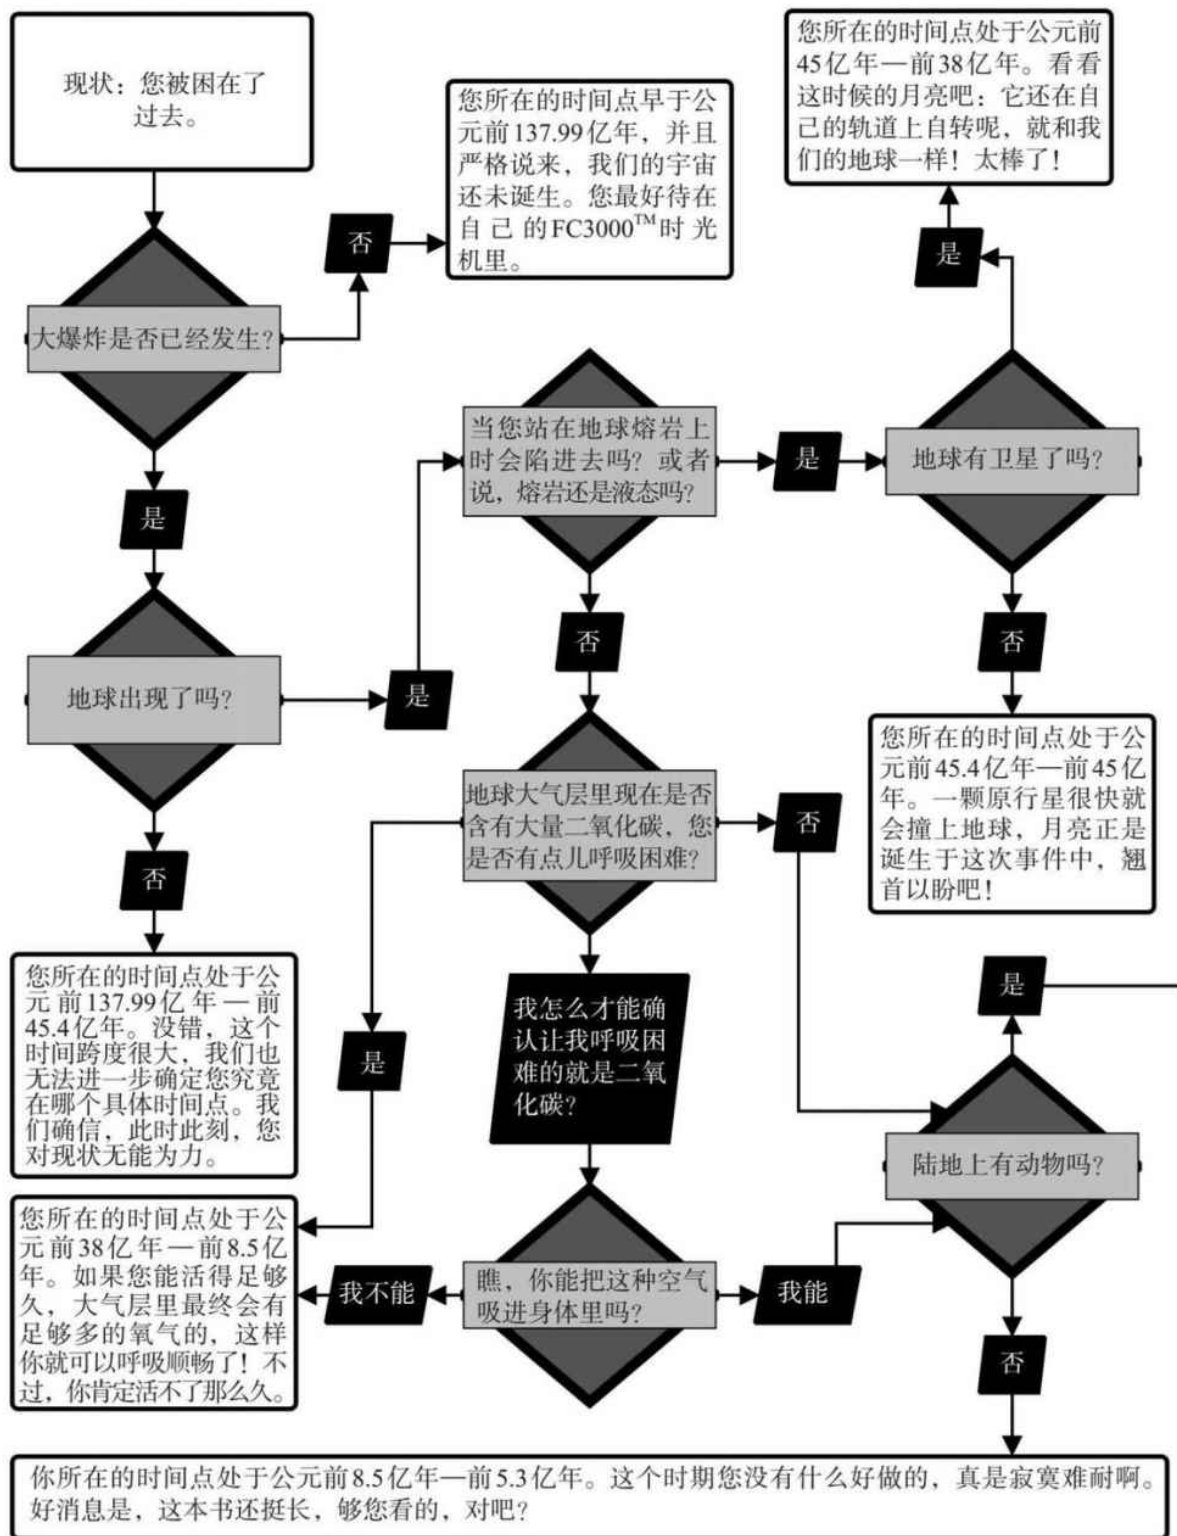 现状：您被困在了
过去。
大爆炸是否已经发生？
否
您所在的时间点早于公
元前137.99亿年，并且
严格说来，我们的宇宙
还未诞生。您最好待在
自己的FC3000™时光
机里。
是
地球出现了吗？
否
您所在的时间点处于公
元前137.99亿年—前
45.4亿年。没错，这个
时间跨度很大，我们也
无法进一步确定您究竟
在哪个具体时间点。我
们确信，此时此刻，您
对现状无能为力。
是
当您站在地球熔岩上
时会陷进去吗？或者
说，熔岩还是液态吗？
是
地球有卫星了吗？
是
您所在的时间点处于公元前
45亿年—前38亿年。看看
这时候的月亮吧：它还在自
己的轨道上自转呢，就和我
们的地球一样！太棒了！
否
您所在的时间点处于公
元前45.4亿年—前45亿
年。一颗原行星很快就
会撞上地球，月亮正是
诞生于这次事件中，翘
首以盼吧！
否
地球大气层里现在是否
含有大量二氧化碳，您
是否有点儿呼吸困难？
是
否
我怎么才能确
认让我呼吸困
难的就是二氧
化碳？
瞧，你能把这种空气
吸进身体里吗？
我不能
我能
您所在的时间点处于公
元前38亿年—前8.5亿
年。如果您能活得足够
久，大气层里最终会有
足够多的氧气的，这样
你就可以呼吸顺畅了！不
过，你肯定活不了那么久。
陆地上有动物吗？
是
否
你所在的时间点处于公元前8.5亿年—前5.3亿年。这个时期您没有什么好做的，真是寂寞难耐啊。
好消息是，这本书还挺长，够您看的，对吧？